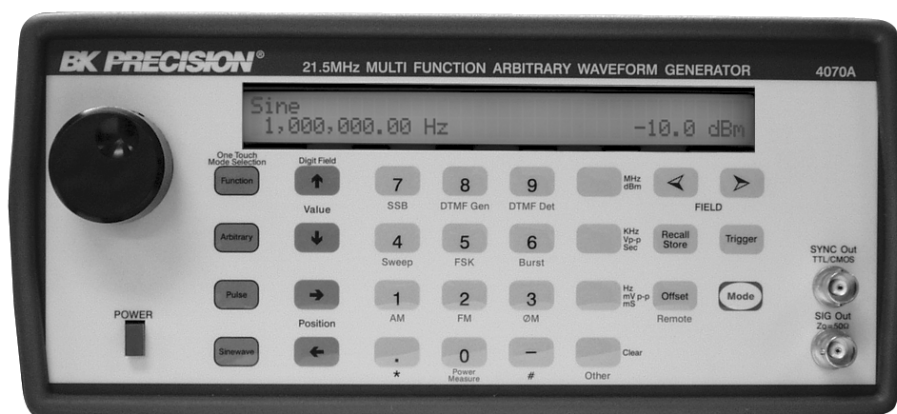 BK PRECISION®
21.5MHz MULTI FUNCTION ARBITRARY WAVEFORM GENERATOR
4070A
Sine
1,000,000.00 Hz -10.0 dBm
One Touch
Mode Selection
Digit Field
Function
7
8
9
MHz
dBm
Value
SSB
DTMF Gen
DTMF Det
FIELD
Arbitrary
4
5
6
KHz
Vp-p
Sec
Recall
Store
Trigger
Sweep
FSK
Burst
SYNC Out
TTL/CMOS
Pulse
1
2
3
Hz
mV p-p
mS
Offset
Mode
POWER
Position
AM
FM
ØM
Remote
SIG Out
Zo=50Ω
Sinewave
.
0
–
Clear
*
Power
Measure
#
Other